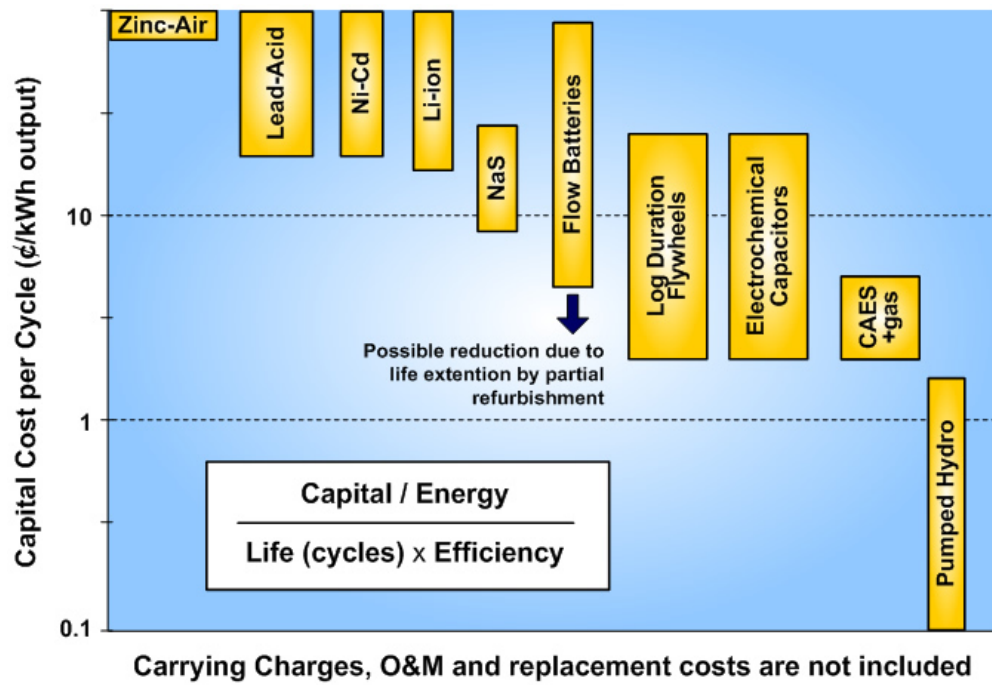 Capital Cost per Cycle (¢/kWh output)
10
1
0.1
Zinc-Air
Lead-Acid
Ni-Cd
Li-ion
NaS
Flow Batteries
Log Duration
Flywheels
Electrochemical
Capacitors
CAES
+gas
Pumped Hydro
Possible reduction due to
life extention by partial
refurbishment
Capital / Energy
Life (cycles) x Efficiency
Carrying Charges, O&M and replacement costs are not included